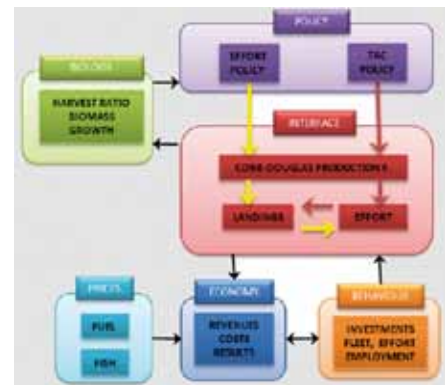 POLICY
EFFORT
POLICY
TAC
POLICY
BIOLOGY
HARVEST RATIO
BIOMASS
GROWTH
INTERFACE
COBB-DOUGLAS PRODUCTION F
LANDINGS
EFFORT
PRICES
FUEL
FISH
ECONOMY
REVENUES
COSTS
RESULTS
BEHAVIOUR
INVESTMENTS
FLEET, EFFORT
EMPLOYMENT